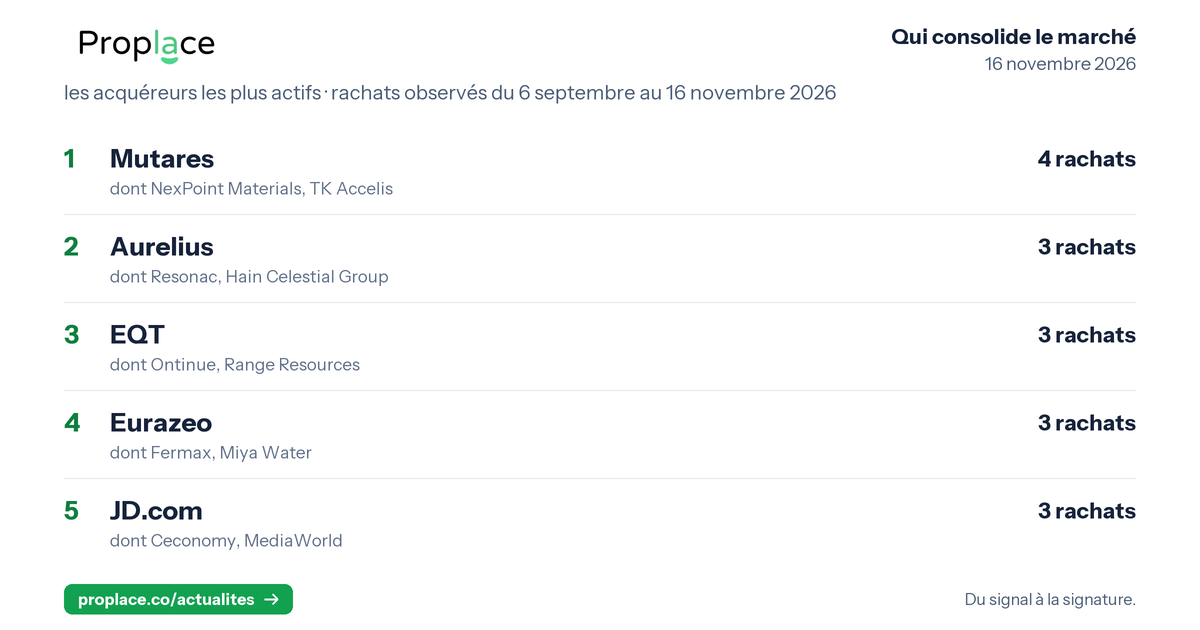 Proplace
Qui consolide le marché
16 novembre 2026
les acquéreurs les plus actifs · rachats observés du 6 septembre au 16 novembre 2026
1 Mutares 4 rachats
dont NexPoint Materials, TK Accelis
2 Aurelius 3 rachats
dont Resonac, Hain Celestial Group
3 EQT 3 rachats
dont Ontinue, Range Resources
4 Eurazeo 3 rachats
dont Fermax, Miya Water
5 JD.com 3 rachats
dont Ceconomy, MediaWorld
proplace.co/actualites →
Du signal à la signature.